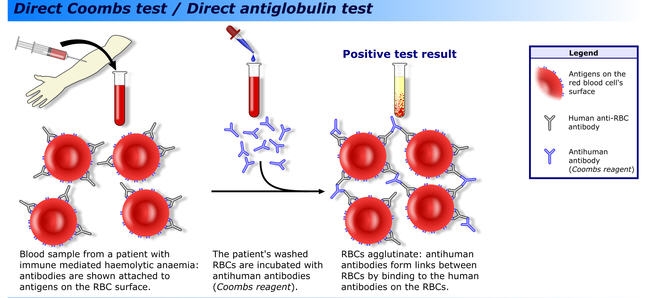 Direct Coombs test / Direct antiglobulin test
Positive test result
Legend
Antigens on the
red blood cell's
surface
Human anti-RBC
antibody
Antihuman
antibody
(Coombs reagent)
Blood sample from a patient with
immune mediated haemolytic anaemia:
antibodies are shown attached to
antigens on the RBC surface.
The patient's washed
RBCs are incubated with
antihuman antibodies
(Coombs reagent).
RBCs agglutinate: antihuman
antibodies form links between
RBCs by binding to the human
antibodies on the RBCs.